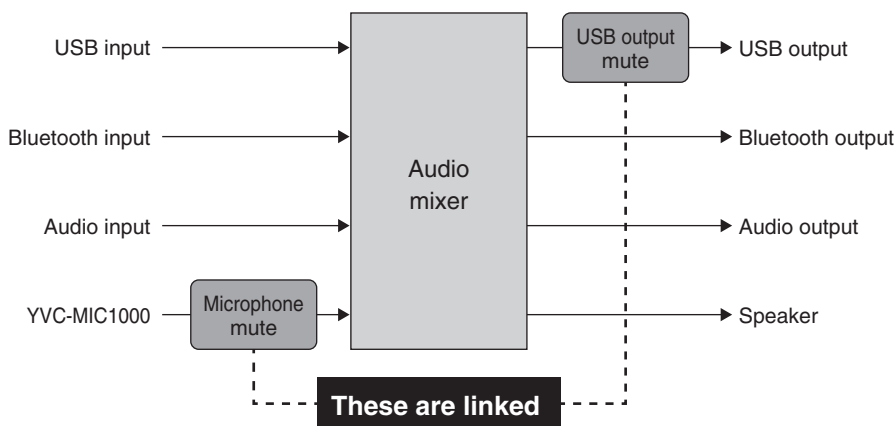 USB input
Bluetooth input
Audio input
YVC-MIC1000
Microphone
mute
Audio
mixer
USB output
mute
USB output
Bluetooth output
Audio output
Speaker
These are linked